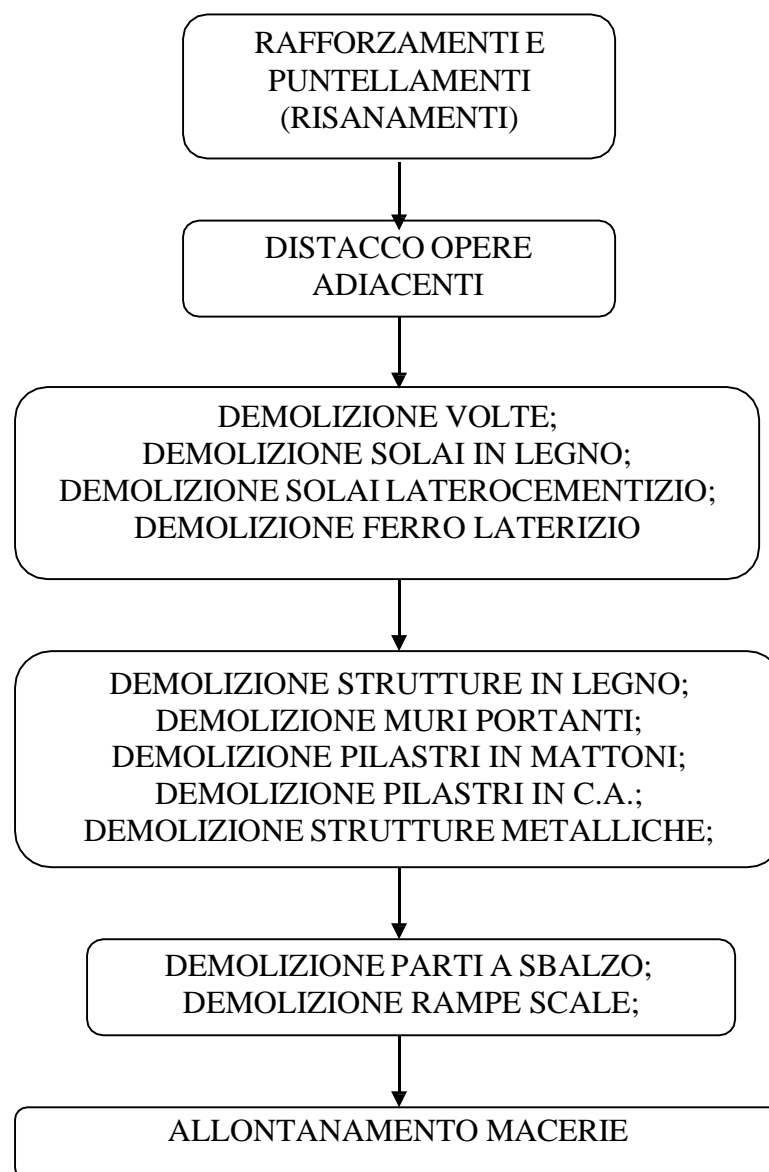 RAFFORZAMENTI E
PUNTELLAMENTI
(RISANAMENTI)
DISTACCO OPERE
ADIACENTI
DEMOLIZIONE VOLTE;
DEMOLIZIONE SOLAI IN LEGNO;
DEMOLIZIONE SOLAI LATEROCEMENTIZIO;
DEMOLIZIONE FERRO LATERIZIO
DEMOLIZIONE STRUTTURE IN LEGNO;
DEMOLIZIONE MURI PORTANTI;
DEMOLIZIONE PILASTRI IN MATTONI;
DEMOLIZIONE PILASTRI IN C.A.;
DEMOLIZIONE STRUTTURE METALLICHE;
DEMOLIZIONE PARTI A SBALZO;
DEMOLIZIONE RAMPE SCALE;
ALLONTANAMENTO MACERIE